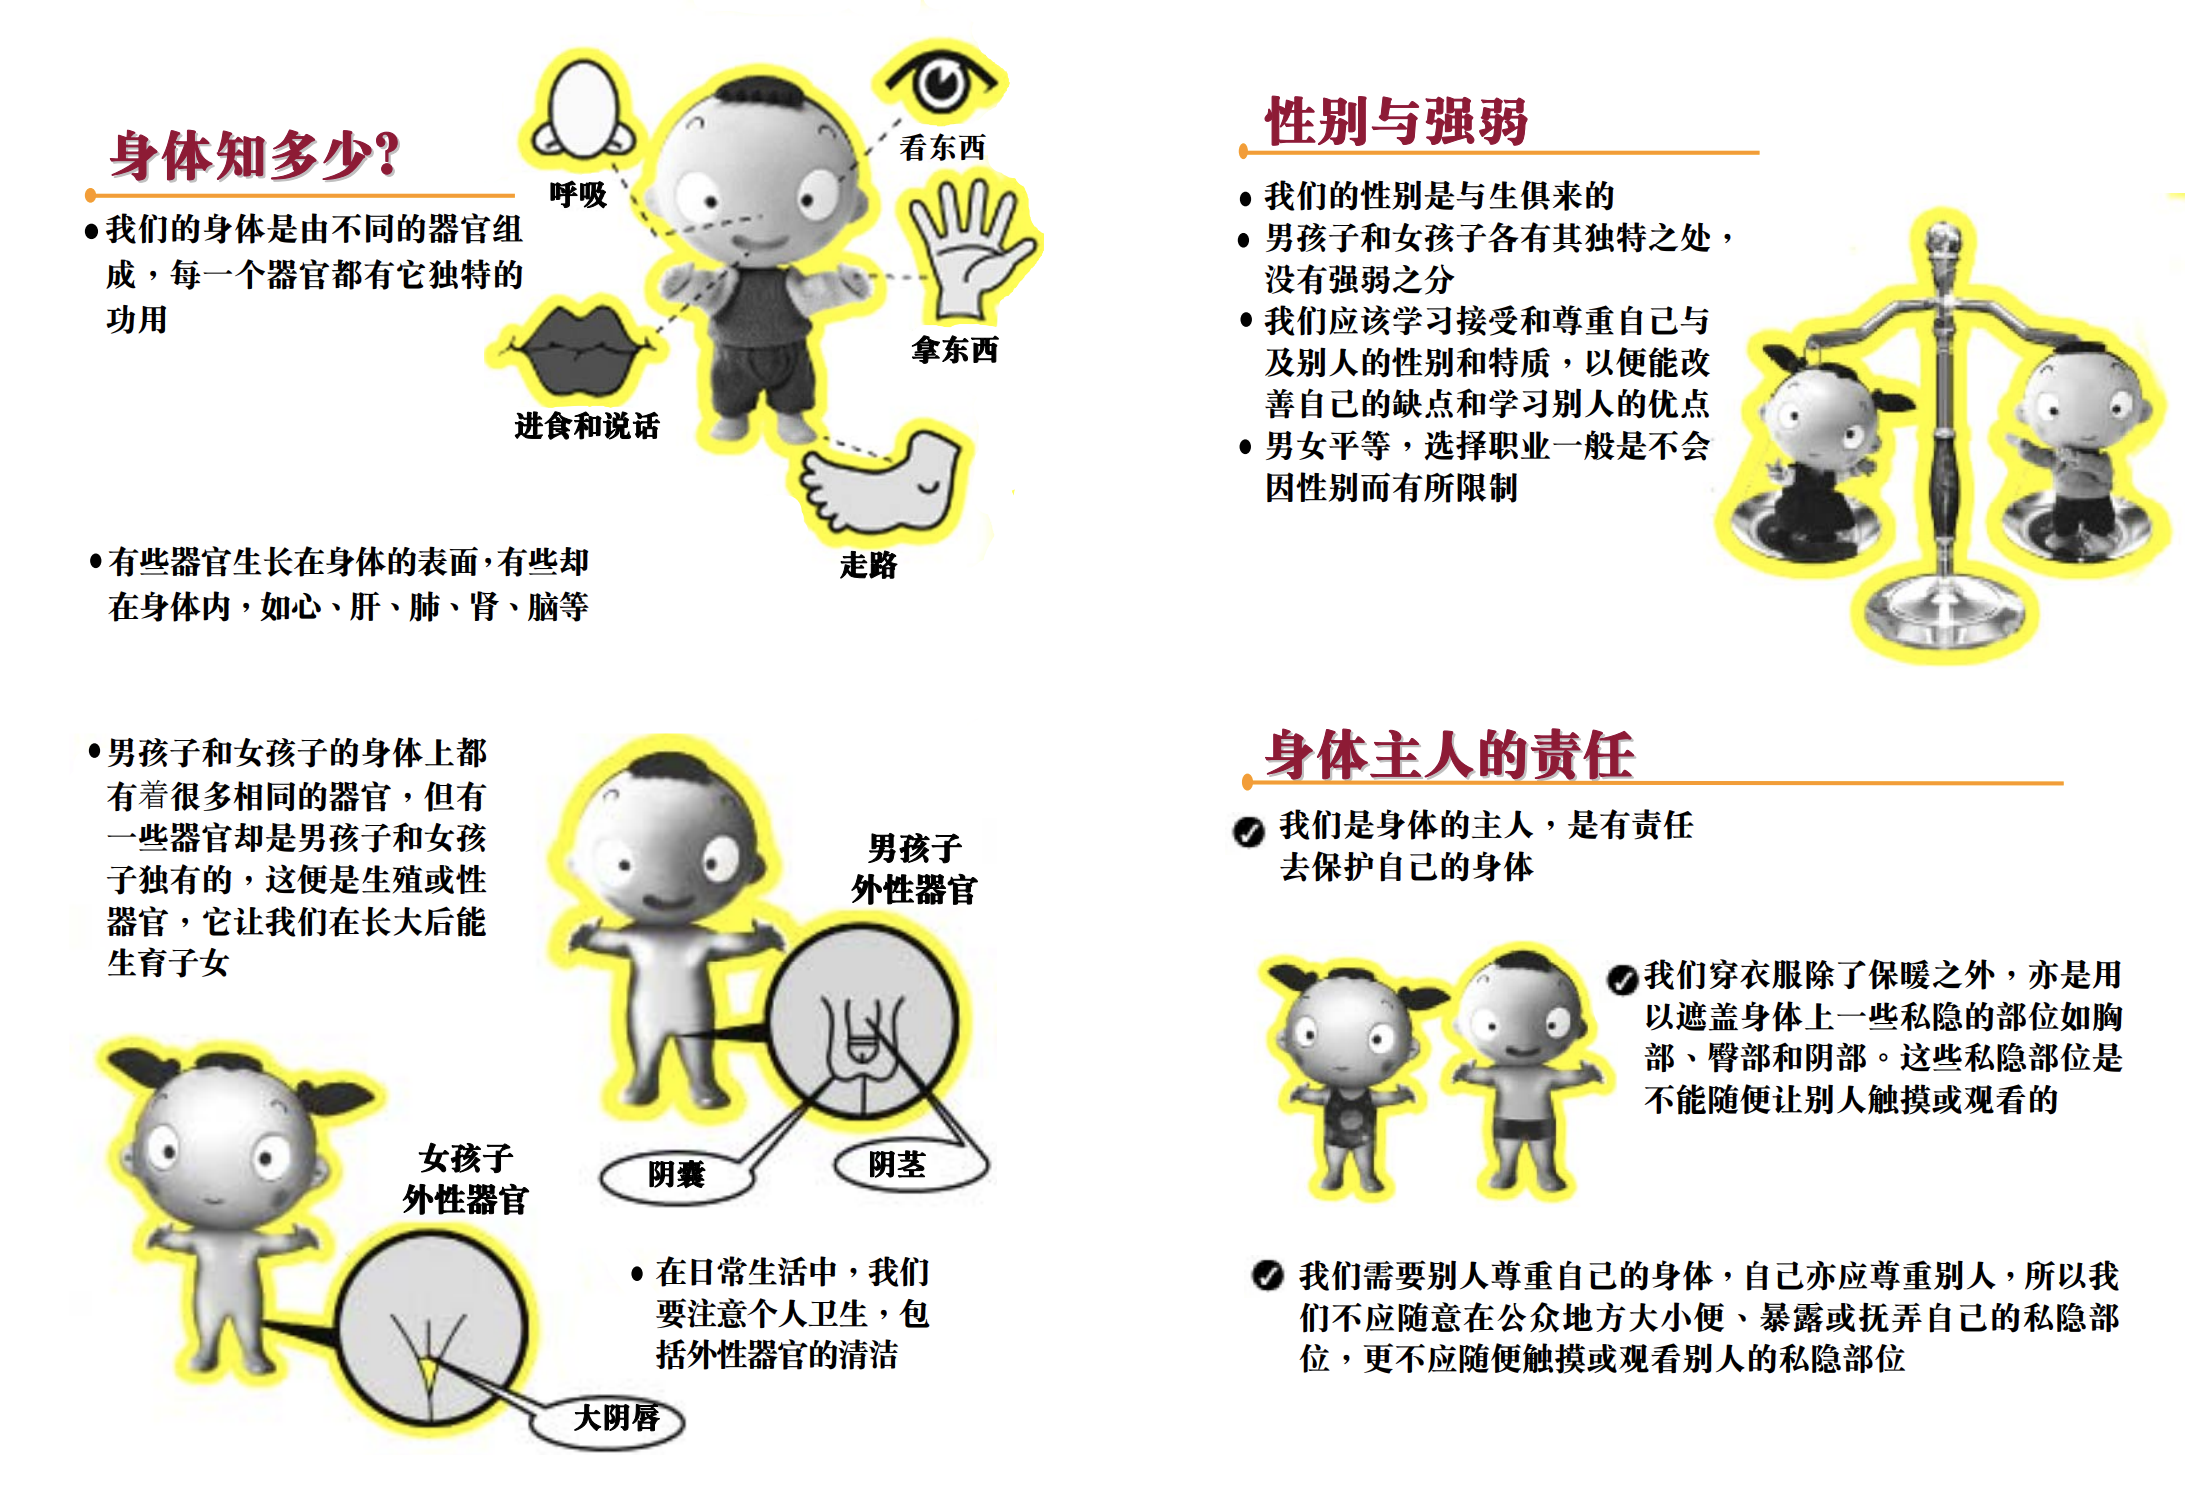 身体知多少?
● 我们的身体是由不同的器官组
成，每一个器官都有它独特的
功用
呼吸
看东西
拿东西
进食和说话
走路
● 有些器官生长在身体的表面，有些却
在身体内，如心、肝、肺、肾、脑等
● 男孩子和女孩子的身体上都
有着很多相同的器官，但有
一些器官却是男孩子和女孩
子独有的，这便是生殖或性
器官，它让我们在长大后能
生育子女
男孩子
外性器官
阴囊
阴茎
女孩子
外性器官
大阴唇
● 在日常生活中，我们
要注意个人卫生，包
括外性器官的清洁
性别与强弱
● 我们的性别是与生俱来的
● 男孩子和女孩子各有其独特之处，
没有强弱之分
● 我们应该学习接受和尊重自己与
及别人的性别和特质，以便能改
善自己的缺点和学习别人的优点
● 男女平等，选择职业一般是不会
因性别而有所限制
身体主人的责任
我们是身体的主人，是有责任
去保护自己的身体
我们穿衣服除了保暖之外，亦是用
以遮盖身体上一些私隐的部位如胸
部、臀部和阴部。这些私隐部位是
不能随便让别人触摸或观看的
我们需要别人尊重自己的身体，自己亦应尊重别人，所以我
们不应随意在公众地方大小便、暴露或抚弄自己的私隐部
位，更不应随便触摸或观看别人的私隐部位